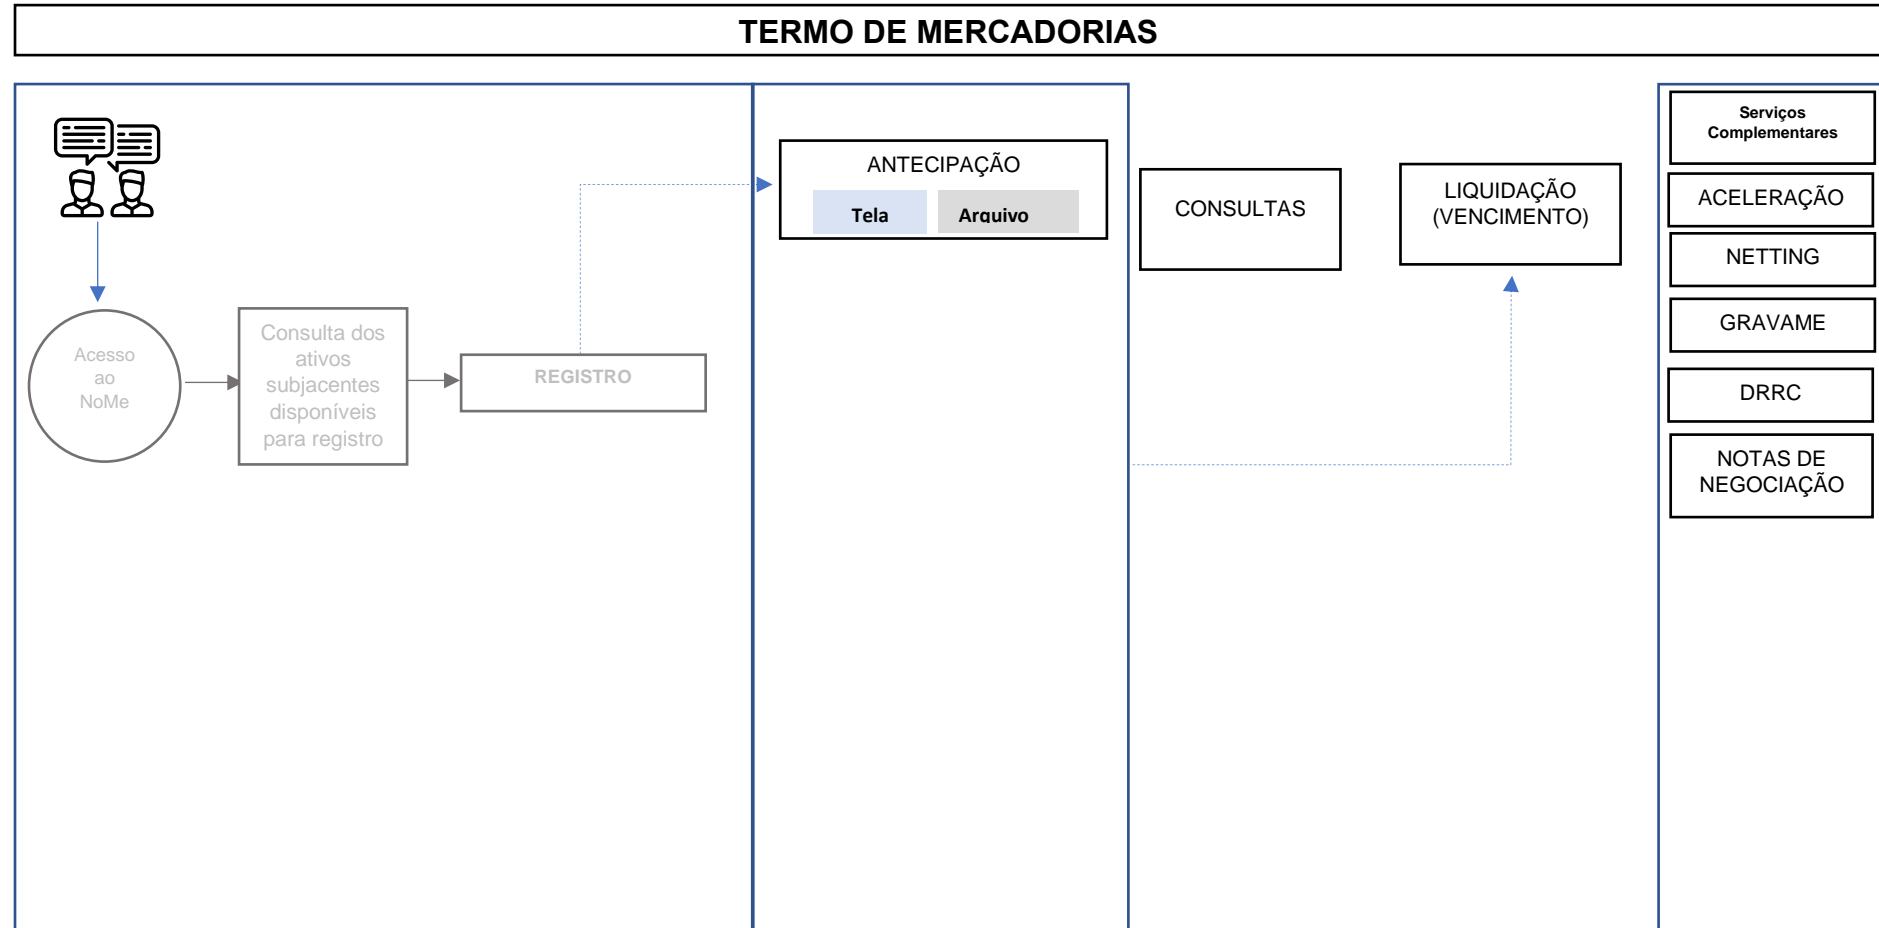 TERMO DE MERCADORIAS
Acesso
ao
NoMe
Consulta dos
ativos
subjacentes
disponíveis
para registro
REGISTRO
ANTECIPAÇÃO
Tela
Arquivo
CONSULTAS
LIQUIDAÇÃO
(VENCIMENTO)
Serviços
Complementares
ACELERAÇÃO
NETTING
GRAVAME
DRRC
NOTAS DE
NEGOCIAÇÃO